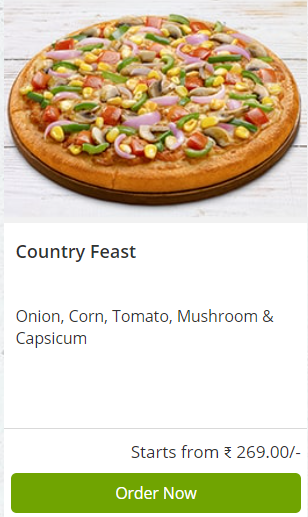 Country Feast
Onion, Corn, Tomato, Mushroom &
Capsicum
Starts from ₹ 269.00/-
Order Now